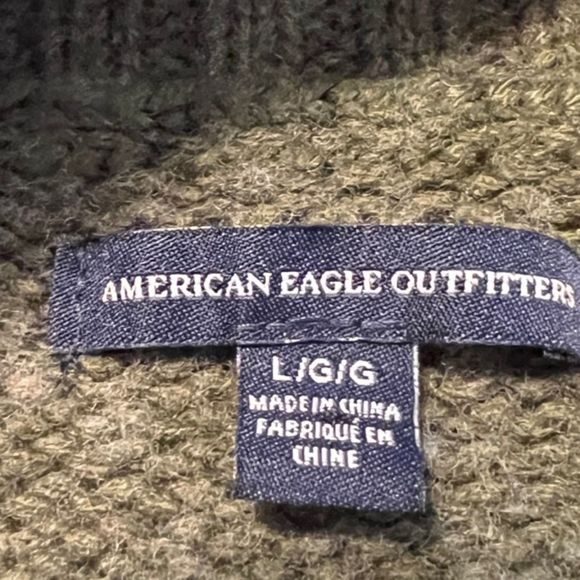 AMERICAN EAGLE OUTFITTERS
L/G/G
MADE IN CHINA
FABRIQUÉ EN
CHINE